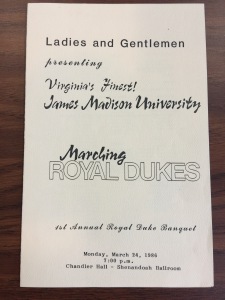 Ladies and Gentlemen
presenting
Virginia's Finest!
James Madison University
Marching
ROYAL DUKES
1st Annual Royal Duke Banquet
Monday, March 24, 1986
7:00 p.m.
Chandler Hall - Shenandoah Ballroom